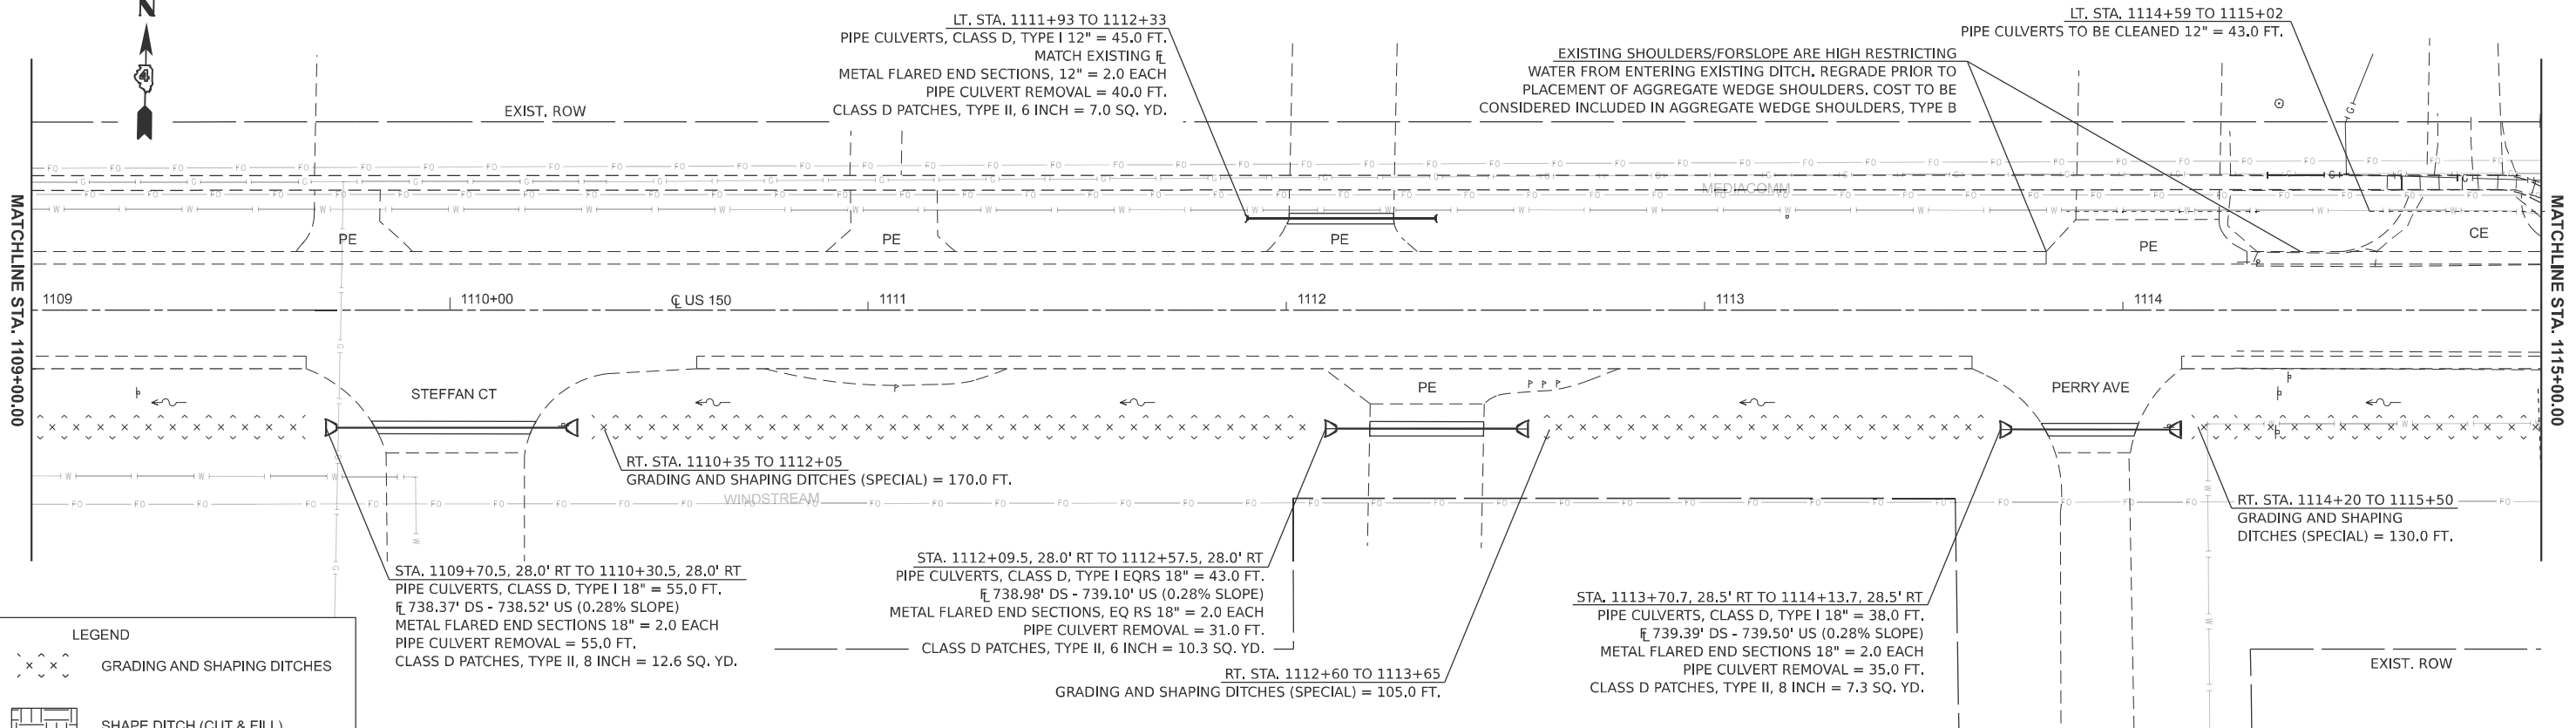 N
4
LT. STA. 1111+93 TO 1112+33
PIPE CULVERTS, CLASS D, TYPE I 12" = 45.0 FT.
MATCH EXISTING FL
METAL FLARED END SECTIONS, 12" = 2.0 EACH
PIPE CULVERT REMOVAL = 40.0 FT.
CLASS D PATCHES, TYPE II, 6 INCH = 7.0 SQ. YD.
LT. STA. 1114+59 TO 1115+02
PIPE CULVERTS TO BE CLEANED 12" = 43.0 FT.
EXISTING SHOULDERS/FORSLOPE ARE HIGH RESTRICTING
WATER FROM ENTERING EXISTING DITCH. REGRADE PRIOR TO
PLACEMENT OF AGGREGATE WEDGE SHOULDERS. COST TO BE
CONSIDERED INCLUDED IN AGGREGATE WEDGE SHOULDERS, TYPE B
EXIST. ROW
MEDIACOMM
PE
PE
PE
PE
CE
MATCHLINE STA. 1109+00.00
MATCHLINE STA. 1115+00.00
1109
1110+00
CL US 150
1111
1112
1113
1114
STEFFAN CT
PE
PERRY AVE
RT. STA. 1110+35 TO 1112+05
GRADING AND SHAPING DITCHES (SPECIAL) = 170.0 FT.
WINDSTREAM
RT. STA. 1114+20 TO 1115+50
GRADING AND SHAPING
DITCHES (SPECIAL) = 130.0 FT.
STA. 1109+70.5, 28.0' RT TO 1110+30.5, 28.0' RT
PIPE CULVERTS, CLASS D, TYPE I 18" = 55.0 FT.
FL 738.37' DS - 738.52' US (0.28% SLOPE)
METAL FLARED END SECTIONS 18" = 2.0 EACH
PIPE CULVERT REMOVAL = 55.0 FT.
CLASS D PATCHES, TYPE II, 8 INCH = 12.6 SQ. YD.
STA. 1112+09.5, 28.0' RT TO 1112+57.5, 28.0' RT
PIPE CULVERTS, CLASS D, TYPE I EQRS 18" = 43.0 FT.
FL 738.98' DS - 739.10' US (0.28% SLOPE)
METAL FLARED END SECTIONS, EQ RS 18" = 2.0 EACH
PIPE CULVERT REMOVAL = 31.0 FT.
CLASS D PATCHES, TYPE II, 6 INCH = 10.3 SQ. YD.
RT. STA. 1112+60 TO 1113+65
GRADING AND SHAPING DITCHES (SPECIAL) = 105.0 FT.
STA. 1113+70.7, 28.5' RT TO 1114+13.7, 28.5' RT
PIPE CULVERTS, CLASS D, TYPE I 18" = 38.0 FT.
FL 739.39' DS - 739.50' US (0.28% SLOPE)
METAL FLARED END SECTIONS 18" = 2.0 EACH
PIPE CULVERT REMOVAL = 35.0 FT.
CLASS D PATCHES, TYPE II, 8 INCH = 7.3 SQ. YD.
EXIST. ROW
LEGEND
GRADING AND SHAPING DITCHES
SHAPE DITCH (CUT & FILL)